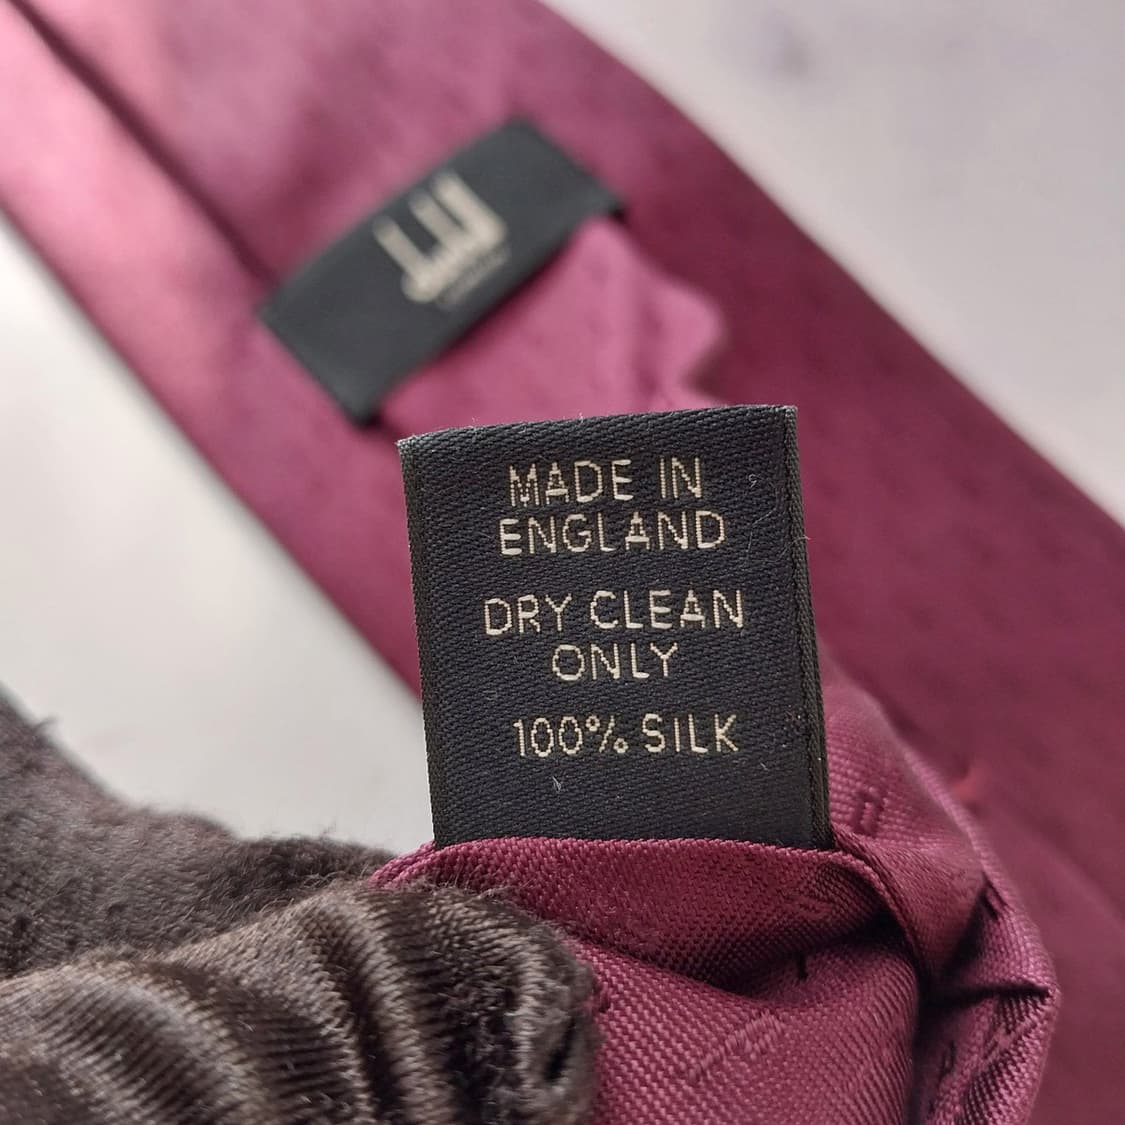 MADE IN
ENGLAND
DRY CLEAN
ONLY
100% SILK